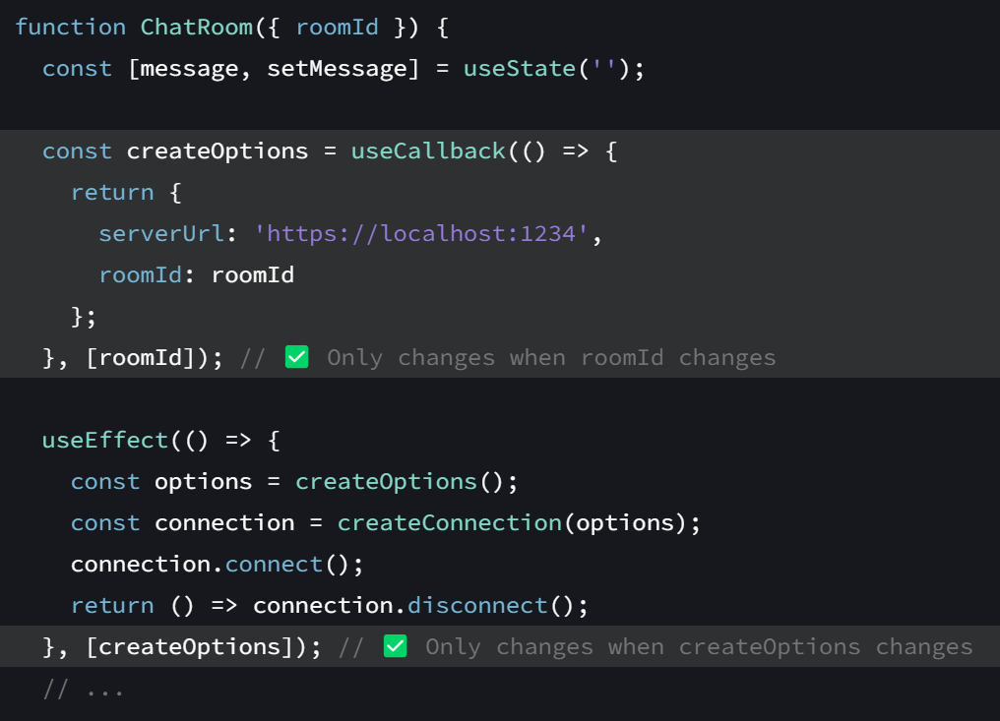 function ChatRoom({ roomId }) {
  const [message, setMessage] = useState('');
  const createOptions = useCallback(() => {
    return {
      serverUrl: 'https://localhost:1234',
      roomId: roomId
    };
  }, [roomId]); // ✅ Only changes when roomId changes
  useEffect(() => {
    const options = createOptions();
    const connection = createConnection(options);
    connection.connect();
    return () => connection.disconnect();
  }, [createOptions]); // ✅ Only changes when createOptions changes
  // ...